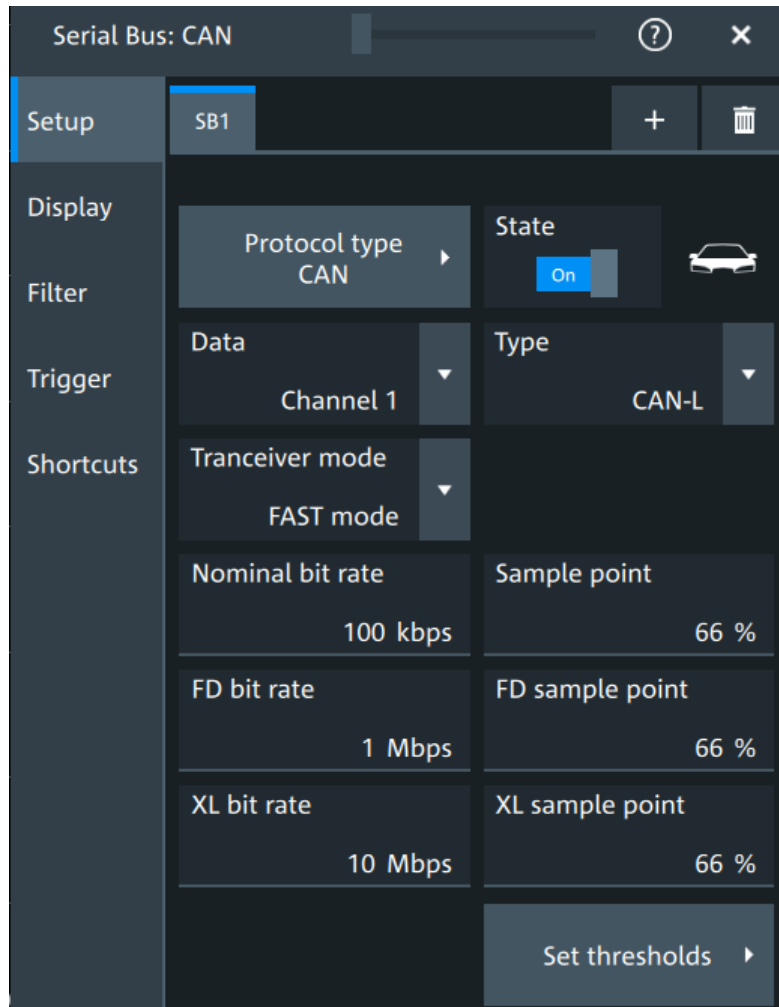 Serial Bus: CAN
?
Setup
SB1
+
Display
Protocol type
CAN
State
On
Filter
Data
Channel 1
Type
CAN-L
Trigger
Shortcuts
Tranceiver mode
FAST mode
Nominal bit rate
100 kbps
Sample point
66 %
FD bit rate
1 Mbps
FD sample point
66 %
XL bit rate
10 Mbps
XL sample point
66 %
Set thresholds